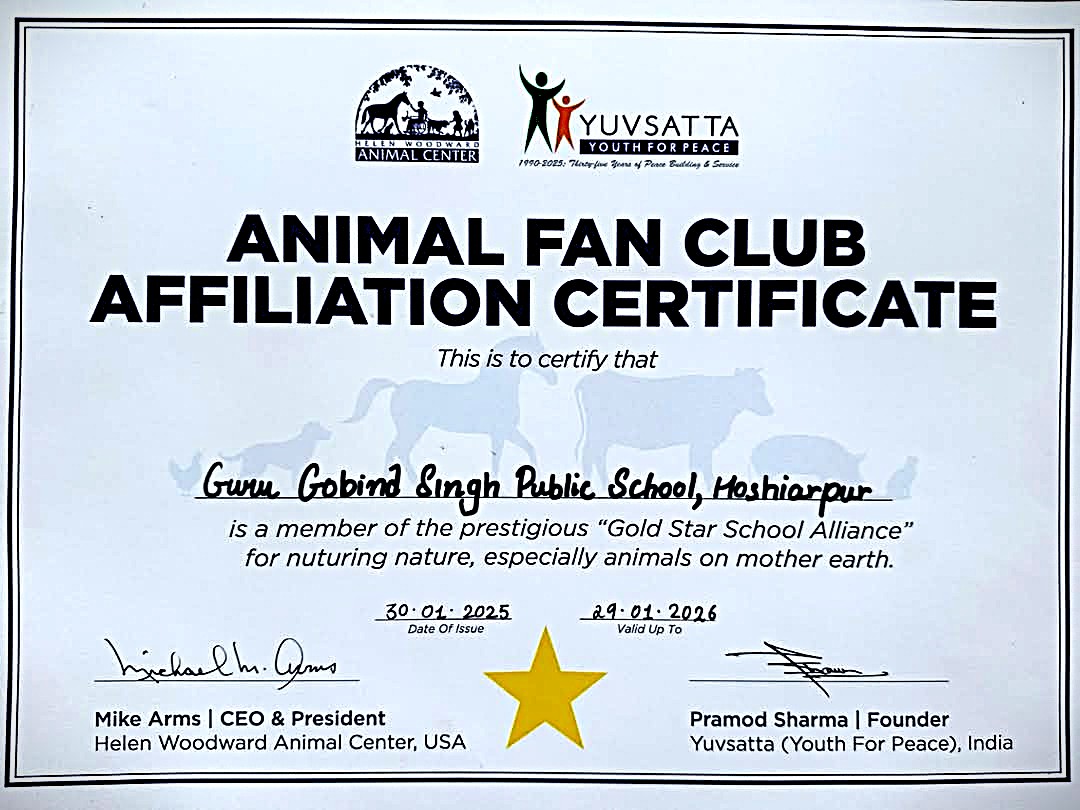 HELEN WOODWARD
ANIMAL CENTER
YUVSATTA
YOUTH FOR PEACE
1990-2025: Thirty-five Years of Peace Building & Service
ANIMAL FAN CLUB
AFFILIATION CERTIFICATE
This is to certify that
Guru Gobind Singh Public School, Hoshiarpur
is a member of the prestigious “Gold Star School Alliance”
for nuturing nature, especially animals on mother earth.
30·01·2025 29·01·2026
Date Of Issue Valid Up To
Michael M. Arms
Mike Arms | CEO & President Pramod Sharma | Founder
Helen Woodward Animal Center, USA Yuvsatta (Youth For Peace), India